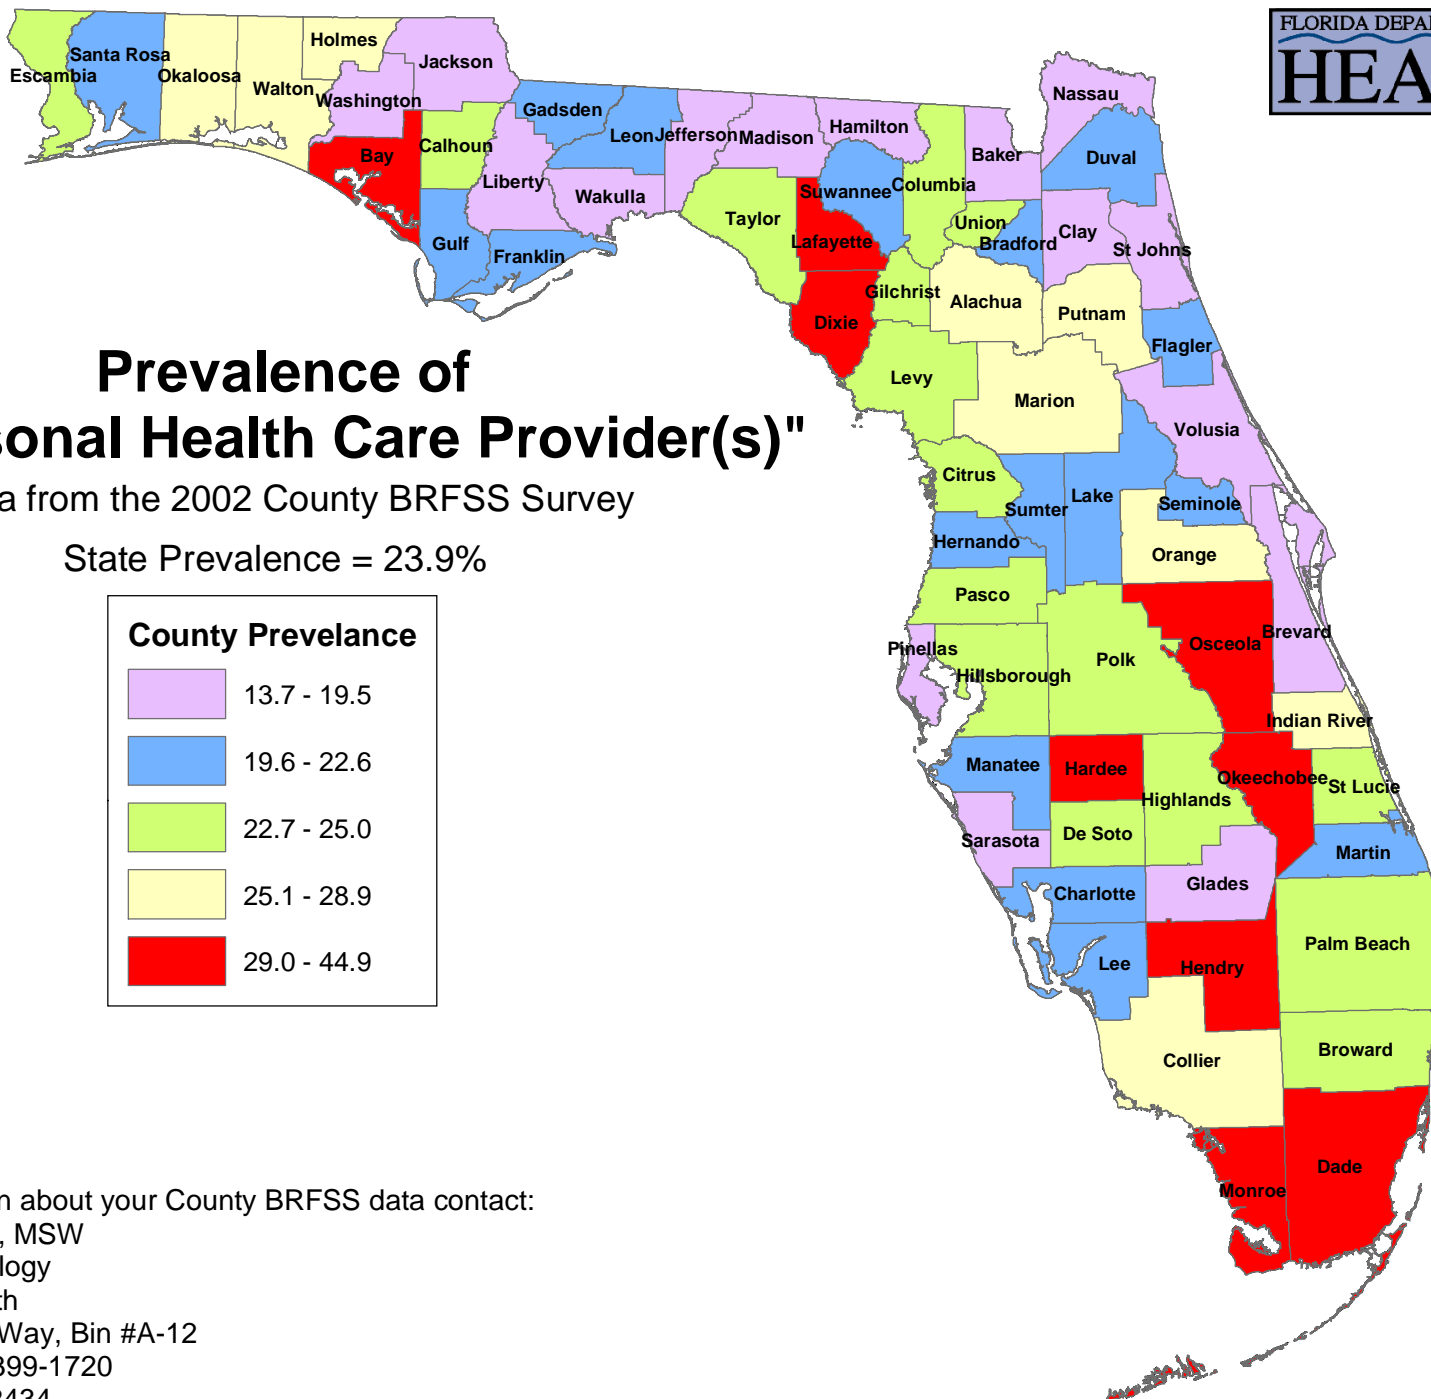 FLORIDA DEPA
HEA
Prevalence of
sonal Health Care Provider(s)"
a from the 2002 County BRFSS Survey
State Prevalence = 23.9%
County Prevelance
13.7 - 19.5
19.6 - 22.6
22.7 - 25.0
25.1 - 28.9
29.0 - 44.9
Escambia
Santa Rosa
Okaloosa
Walton
Holmes
Washington
Jackson
Bay
Calhoun
Gulf
Liberty
Gadsden
Franklin
Leon
Wakulla
Jefferson
Madison
Taylor
Hamilton
Suwannee
Lafayette
Dixie
Columbia
Gilchrist
Levy
Baker
Union
Bradford
Alachua
Nassau
Duval
Clay
St Johns
Putnam
Flagler
Marion
Volusia
Citrus
Sumter
Lake
Seminole
Hernando
Orange
Pasco
Pinellas
Hillsborough
Polk
Osceola
Brevard
Indian River
Manatee
Hardee
Highlands
Okeechobee
St Lucie
Sarasota
De Soto
Martin
Charlotte
Glades
Lee
Hendry
Palm Beach
Collier
Broward
Monroe
Dade
n about your County BRFSS data contact:
, MSW
logy
th
Way, Bin #A-12
399-1720